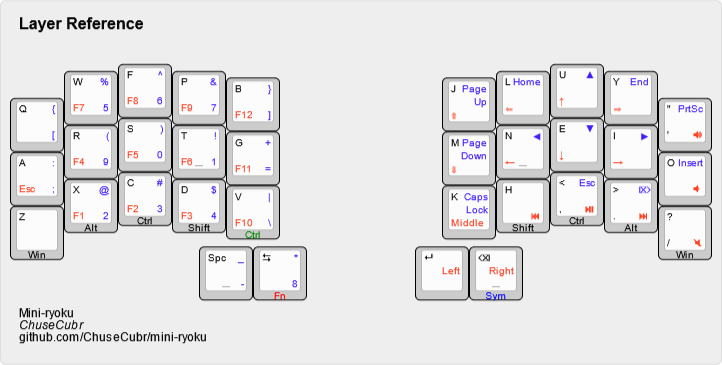 Layer Reference
Q { [
W % F7 5
F ^ F8 6
P & F9 7
B } F12 ]
A : Esc ;
R ( F4 9
S ) F5 0
T ! F6 _ 1
G + F11 =
Z Win
X @ F1 2 Alt
C # F2 3 Ctrl
D $ F3 4 Shift
V | F10 \ Ctrl
Spc _ _ -
↹ * 8 Fn
J Page Up ⇧
L Home ⇐
U ▲ ↑
Y End ⇒
" PrtSc '
M Page Down ⇩
N ◀ ← _
E ▼ ↓
I ▶ →
O Insert
K Caps Lock Middle
H Shift
< Esc , Ctrl
> . Alt
? / Win
↵ Left
⌫ Right _ Sym
Mini-ryoku
ChuseCubr
github.com/ChuseCubr/mini-ryoku